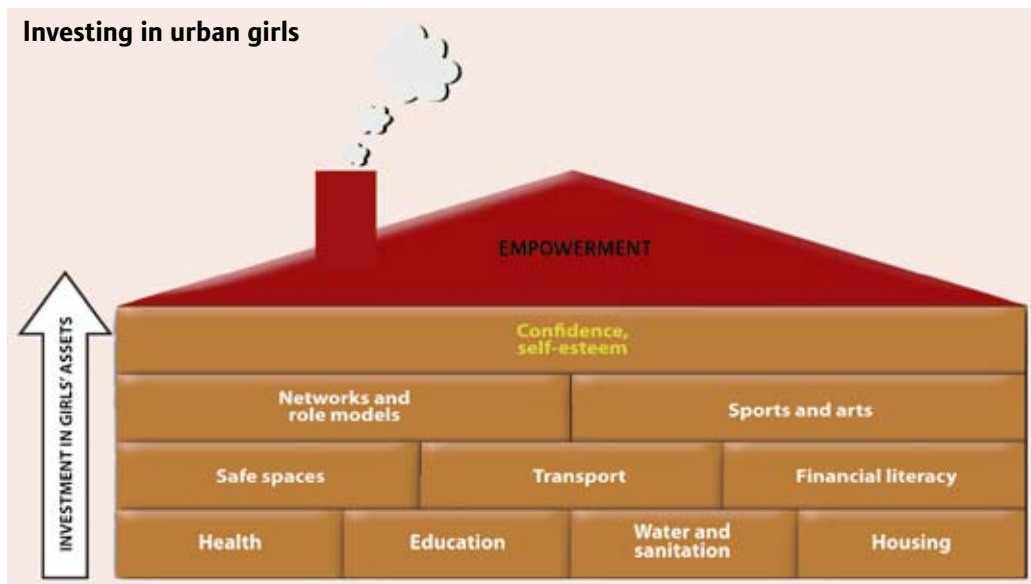 Investing in urban girls
EMPOWERMENT
INVESTMENT IN GIRLS' ASSETS
Confidence,
self-esteem
Networks and
role models
Sports and arts
Safe spaces
Transport
Financial literacy
Health
Education
Water and
sanitation
Housing